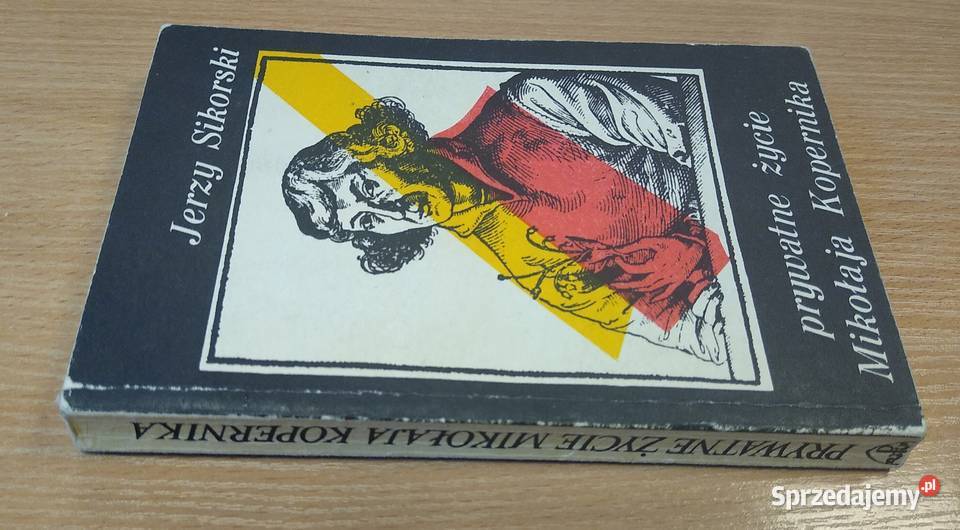 Jerzy Sikorski
prywatne życie
Mikołaja Kopernika
PRYWATNE ŻYCIE MIKOŁAJA KOPERNIKA
Sprzedajemy.pl